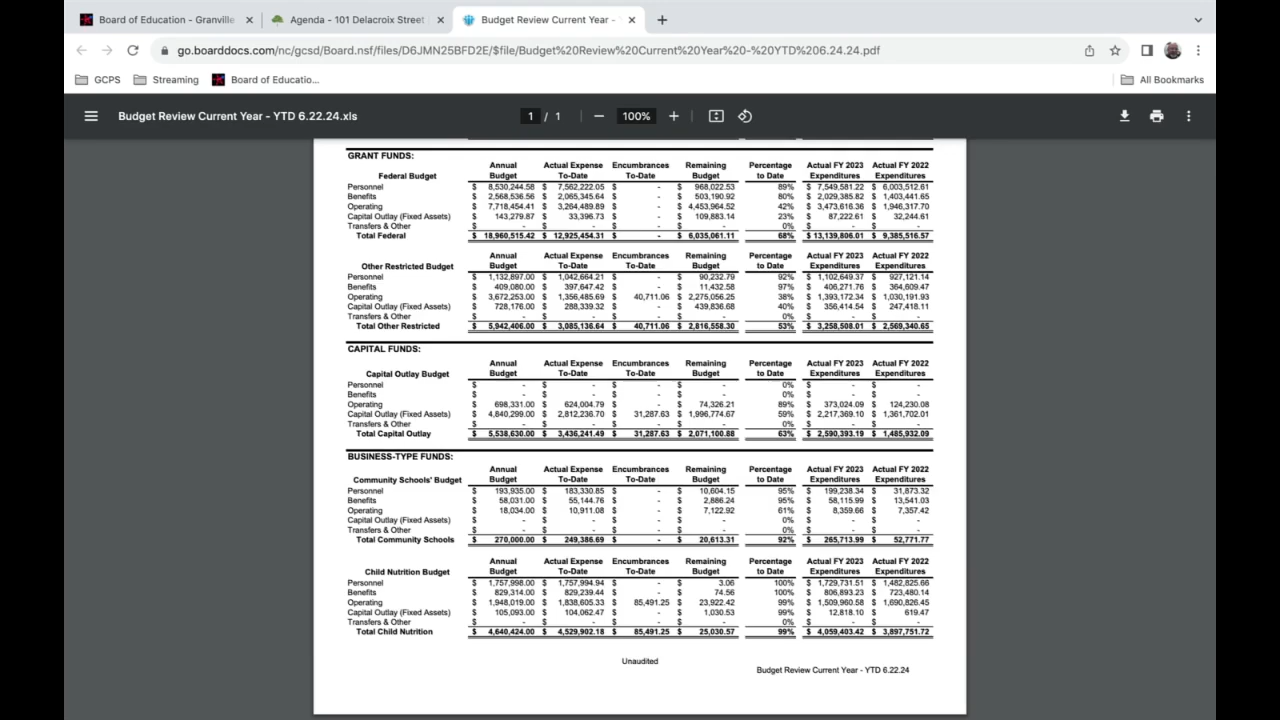 Board of Education - Granville
Agenda - 101 Delacroix Street
Budget Review Current Year -
go.boarddocs.com/nc/gcsd/Board.nsf/files/D6JMN25BFD2E/$file/Budget%20Review%20Current%20Year%20-%20YTD%206.24.24.pdf
GCPS Streaming Board of Educatio... All Bookmarks
Budget Review Current Year - YTD 6.22.24.xls 1 / 1 100%
GRANT FUNDS:
Annual Actual Expense Encumbrances Remaining Percentage Actual FY 2023 Actual FY 2022
Federal Budget Budget To-Date To-Date Budget to Date Expenditures Expenditures
Personnel $ 8,530,244.58 $ 7,562,222.05 $ - $ 968,022.53 89% $ 7,549,581.22 $ 6,003,512.61
Benefits $ 2,568,536.56 $ 2,065,345.64 $ - $ 503,190.92 80% $ 2,029,385.82 $ 1,403,441.65
Operating $ 7,718,454.41 $ 3,264,489.89 $ - $ 4,453,964.52 42% $ 3,473,616.36 $ 1,946,317.70
Capital Outlay (Fixed Assets) $ 143,279.87 $ 33,396.73 $ - $ 109,883.14 23% $ 87,222.61 $ 32,244.61
Transfers & Other $ - $ - $ - $ - 0% $ - $ -
Total Federal $ 18,960,515.42 $ 12,925,454.31 $ - $ 6,035,061.11 68% $ 13,139,806.01 $ 9,385,516.57
Annual Actual Expense Encumbrances Remaining Percentage Actual FY 2023 Actual FY 2022
Other Restricted Budget Budget To-Date To-Date Budget to Date Expenditures Expenditures
Personnel $ 1,132,897.00 $ 1,042,664.21 $ - $ 90,232.79 92% $ 1,102,649.37 $ 927,121.14
Benefits $ 409,080.00 $ 397,647.42 $ - $ 11,432.58 97% $ 406,271.76 $ 364,609.47
Operating $ 3,672,253.00 $ 1,356,485.69 $ 40,711.06 $ 2,275,056.25 38% $ 1,393,172.34 $ 1,030,191.93
Capital Outlay (Fixed Assets) $ 728,176.00 $ 288,339.32 $ - $ 439,836.68 40% $ 356,414.54 $ 247,418.11
Transfers & Other $ - $ - $ - $ - 0% $ - $ -
Total Other Restricted $ 5,942,406.00 $ 3,085,136.64 $ 40,711.06 $ 2,816,558.30 53% $ 3,258,508.01 $ 2,569,340.65
CAPITAL FUNDS:
Annual Actual Expense Encumbrances Remaining Percentage Actual FY 2023 Actual FY 2022
Capital Outlay Budget Budget To-Date To-Date Budget to Date Expenditures Expenditures
Personnel $ - $ - $ - $ - 0% $ - $ -
Benefits $ - $ - $ - $ - 0% $ - $ -
Operating $ 698,331.00 $ 624,004.79 $ - $ 74,326.21 89% $ 373,024.09 $ 124,230.08
Capital Outlay (Fixed Assets) $ 4,840,299.00 $ 2,812,236.70 $ 31,287.63 $ 1,996,774.67 59% $ 2,217,369.10 $ 1,361,702.01
Transfers & Other $ - $ - $ - $ - 0% $ - $ -
Total Capital Outlay $ 5,538,630.00 $ 3,436,241.49 $ 31,287.63 $ 2,071,100.88 63% $ 2,590,393.19 $ 1,485,932.09
BUSINESS-TYPE FUNDS:
Annual Actual Expense Encumbrances Remaining Percentage Actual FY 2023 Actual FY 2022
Community Schools' Budget Budget To-Date To-Date Budget to Date Expenditures Expenditures
Personnel $ 193,935.00 $ 183,330.85 $ - $ 10,604.15 95% $ 199,238.34 $ 31,873.32
Benefits $ 58,031.00 $ 55,144.76 $ - $ 2,886.24 95% $ 58,115.99 $ 13,541.03
Operating $ 18,034.00 $ 10,911.08 $ - $ 7,122.92 61% $ 8,359.66 $ 7,357.42
Capital Outlay (Fixed Assets) $ - $ - $ - $ - 0% $ - $ -
Transfers & Other $ - $ - $ - $ - 0% $ - $ -
Total Community Schools $ 270,000.00 $ 249,386.69 $ - $ 20,613.31 92% $ 265,713.99 $ 52,771.77
Annual Actual Expense Encumbrances Remaining Percentage Actual FY 2023 Actual FY 2022
Child Nutrition Budget Budget To-Date To-Date Budget to Date Expenditures Expenditures
Personnel $ 1,757,998.00 $ 1,757,994.94 $ - $ 3.06 100% $ 1,729,731.51 $ 1,482,825.66
Benefits $ 829,314.00 $ 829,239.44 $ - $ 74.56 100% $ 806,893.23 $ 723,480.14
Operating $ 1,948,019.00 $ 1,838,605.33 $ 85,491.25 $ 23,922.42 99% $ 1,509,960.58 $ 1,690,826.45
Capital Outlay (Fixed Assets) $ 105,093.00 $ 104,062.47 $ - $ 1,030.53 99% $ 12,818.10 $ 619.47
Transfers & Other $ - $ - $ - $ - 0% $ - $ -
Total Child Nutrition $ 4,640,424.00 $ 4,529,902.18 $ 85,491.25 $ 25,030.57 99% $ 4,059,403.42 $ 3,897,751.72
Unaudited
Budget Review Current Year - YTD 6.22.24